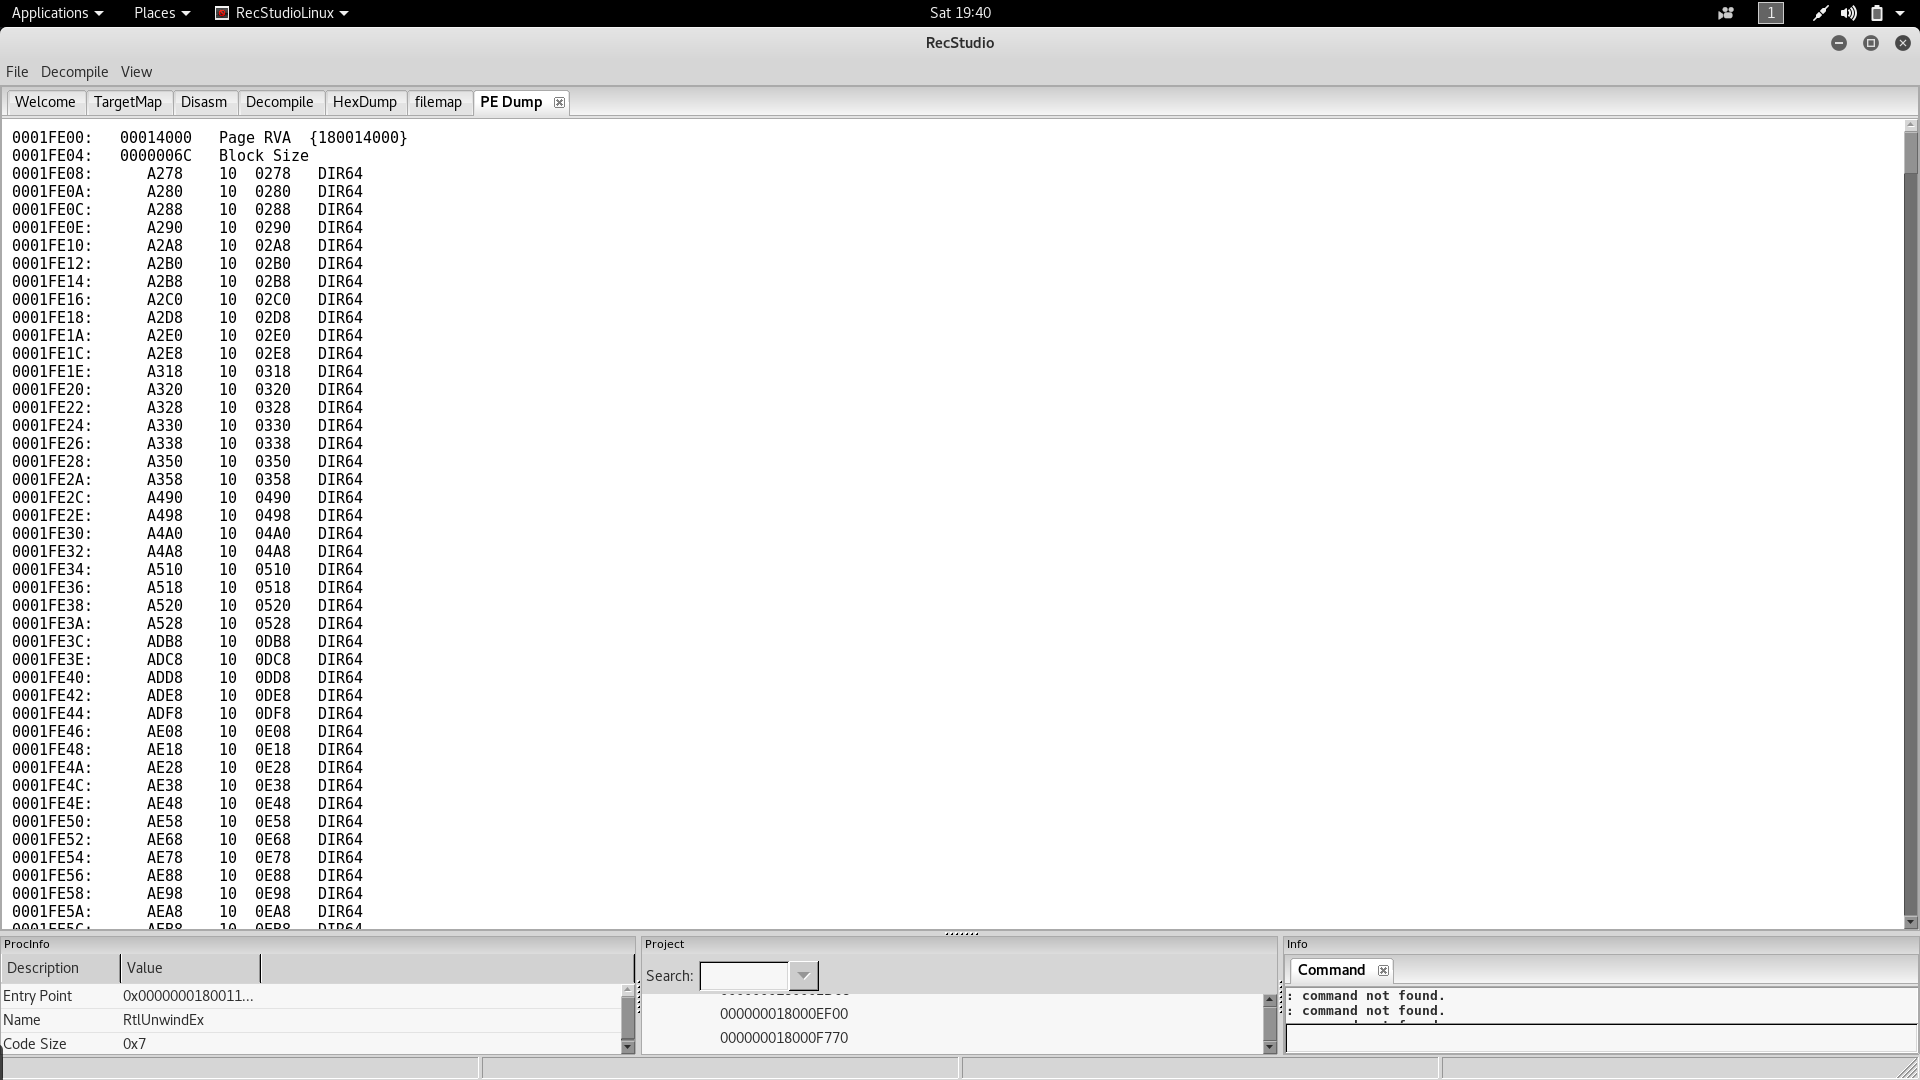 Applications Places RecStudioLinux Sat 19:40 1
RecStudio
File Decompile View
Welcome TargetMap Disasm Decompile HexDump filemap PE Dump
0001FE00: 00014000 Page RVA {180014000}
0001FE04: 0000006C Block Size
0001FE08: A278 10 0278 DIR64
0001FE0A: A280 10 0280 DIR64
0001FE0C: A288 10 0288 DIR64
0001FE0E: A290 10 0290 DIR64
0001FE10: A2A8 10 02A8 DIR64
0001FE12: A2B0 10 02B0 DIR64
0001FE14: A2B8 10 02B8 DIR64
0001FE16: A2C0 10 02C0 DIR64
0001FE18: A2D8 10 02D8 DIR64
0001FE1A: A2E0 10 02E0 DIR64
0001FE1C: A2E8 10 02E8 DIR64
0001FE1E: A318 10 0318 DIR64
0001FE20: A320 10 0320 DIR64
0001FE22: A328 10 0328 DIR64
0001FE24: A330 10 0330 DIR64
0001FE26: A338 10 0338 DIR64
0001FE28: A350 10 0350 DIR64
0001FE2A: A358 10 0358 DIR64
0001FE2C: A490 10 0490 DIR64
0001FE2E: A498 10 0498 DIR64
0001FE30: A4A0 10 04A0 DIR64
0001FE32: A4A8 10 04A8 DIR64
0001FE34: A510 10 0510 DIR64
0001FE36: A518 10 0518 DIR64
0001FE38: A520 10 0520 DIR64
0001FE3A: A528 10 0528 DIR64
0001FE3C: ADB8 10 0DB8 DIR64
0001FE3E: ADC8 10 0DC8 DIR64
0001FE40: ADD8 10 0DD8 DIR64
0001FE42: ADE8 10 0DE8 DIR64
0001FE44: ADF8 10 0DF8 DIR64
0001FE46: AE08 10 0E08 DIR64
0001FE48: AE18 10 0E18 DIR64
0001FE4A: AE28 10 0E28 DIR64
0001FE4C: AE38 10 0E38 DIR64
0001FE4E: AE48 10 0E48 DIR64
0001FE50: AE58 10 0E58 DIR64
0001FE52: AE68 10 0E68 DIR64
0001FE54: AE78 10 0E78 DIR64
0001FE56: AE88 10 0E88 DIR64
0001FE58: AE98 10 0E98 DIR64
0001FE5A: AEA8 10 0EA8 DIR64
0001FE5C: AEB8 10 0EB8 DIR64
ProcInfo
Description Value
Entry Point 0x0000000180011...
Name RtlUnwindEx
Code Size 0x7
Project
Search:
000000018000EF00
000000018000F770
Info
Command
: command not found.
: command not found.